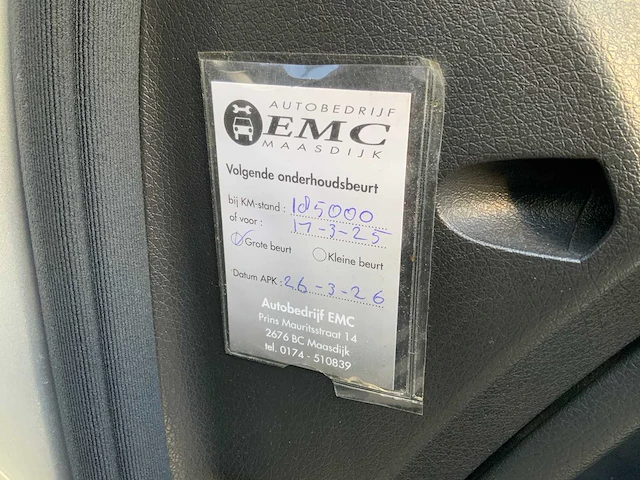 AUTOBEDRIJF
EMC
MAASDIJK
Volgende onderhoudsbeurt
bij KM-stand : 185000
of voor : 17-3-25
Grote beurt Kleine beurt
Datum APK : 26-3-26
Autobedrijf EMC
Prins Mauritsstraat 14
2676 BC Maasdijk
tel. 0174 - 510839